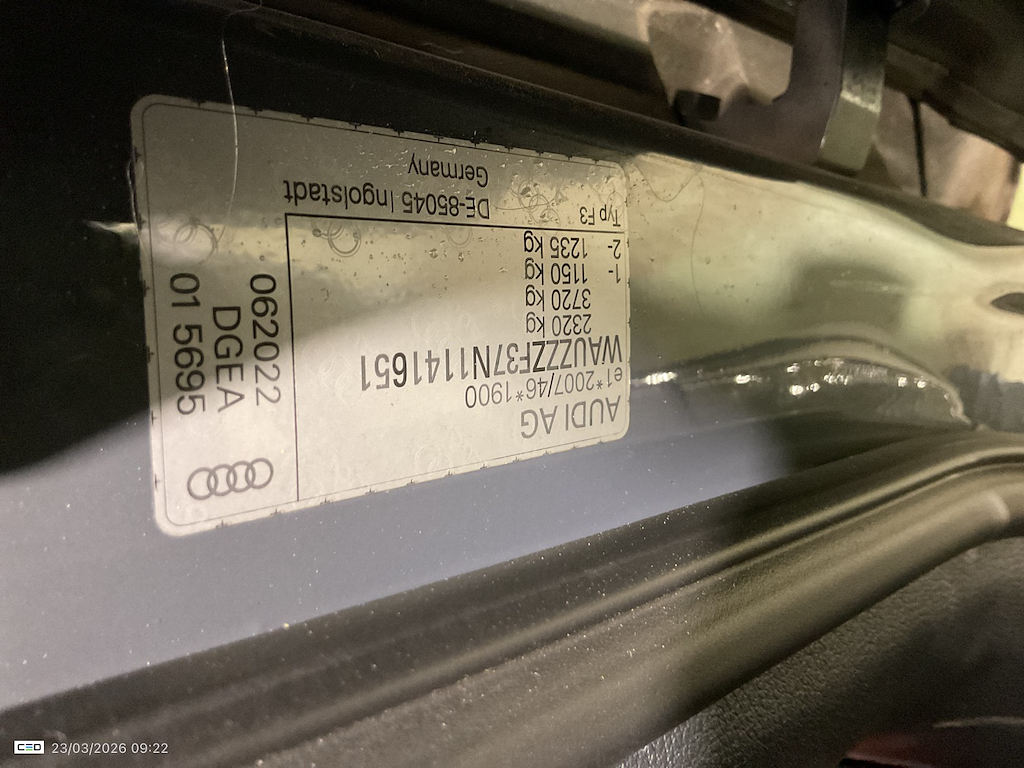 AUDI AG
e1*2007/46*1900
WAUZZZF37N1141651
2320 kg
3720 kg
1- 1150 kg
2- 1235 kg
Typ F3
DE-85045 Ingolstadt
Germany
062022
DGEA
01 5695
CEO 23/03/2026 09:22